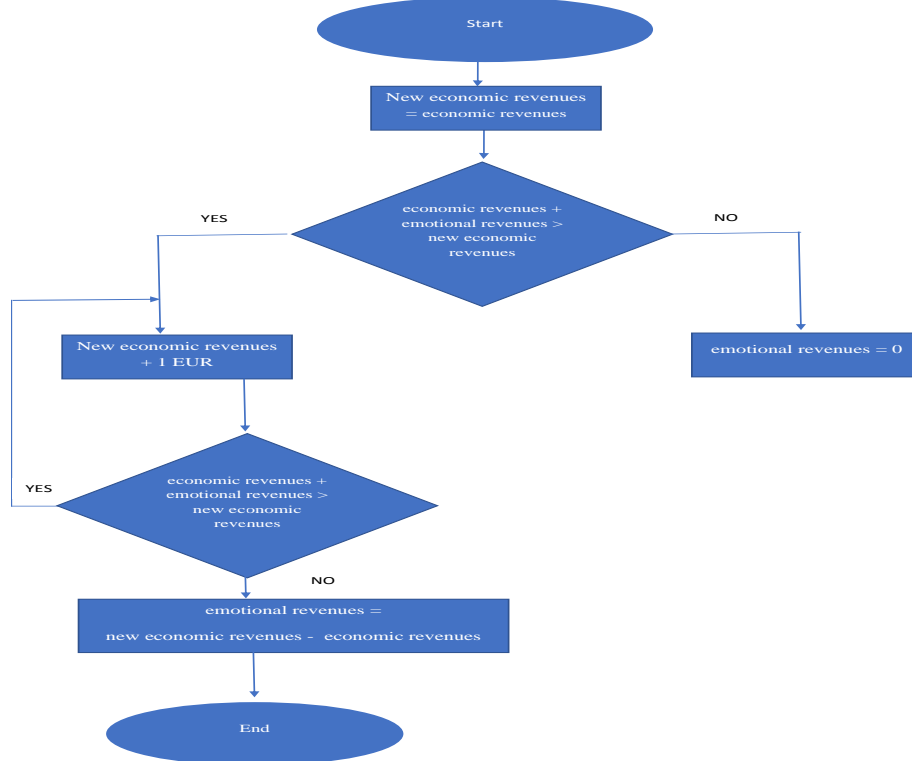 Start
New economic revenues
= economic revenues
economic revenues +
emotional revenues >
new economic
revenues
YES
NO
New economic revenues
+ 1 EUR
emotional revenues = 0
economic revenues +
emotional revenues >
new economic
revenues
YES
NO
emotional revenues =
new economic revenues - economic revenues
End